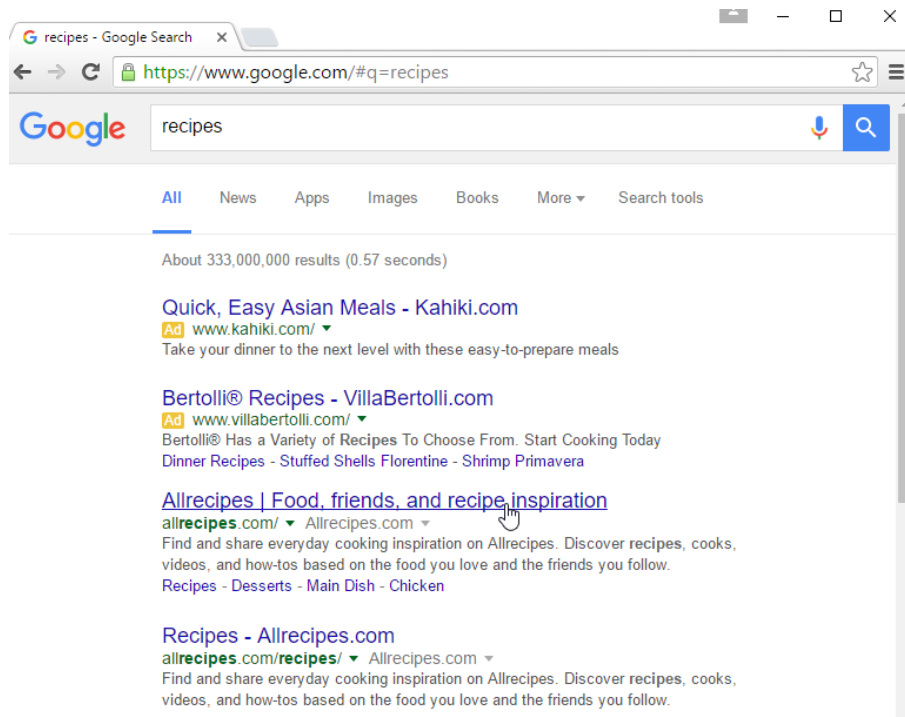 recipes - Google Search
https://www.google.com/#q=recipes
Google
recipes
All News Apps Images Books More Search tools
About 333,000,000 results (0.57 seconds)
Quick, Easy Asian Meals - Kahiki.com
Ad www.kahiki.com/
Take your dinner to the next level with these easy-to-prepare meals
Bertolli® Recipes - VillaBertolli.com
Ad www.villabertolli.com/
Bertolli® Has a Variety of Recipes To Choose From. Start Cooking Today
Dinner Recipes - Stuffed Shells Florentine - Shrimp Primavera
Allrecipes | Food, friends, and recipe inspiration
allrecipes.com/ Allrecipes.com
Find and share everyday cooking inspiration on Allrecipes. Discover recipes, cooks,
videos, and how-tos based on the food you love and the friends you follow.
Recipes - Desserts - Main Dish - Chicken
Recipes - Allrecipes.com
allrecipes.com/recipes/ Allrecipes.com
Find and share everyday cooking inspiration on Allrecipes. Discover recipes, cooks,
videos, and how-tos based on the food you love and the friends you follow.